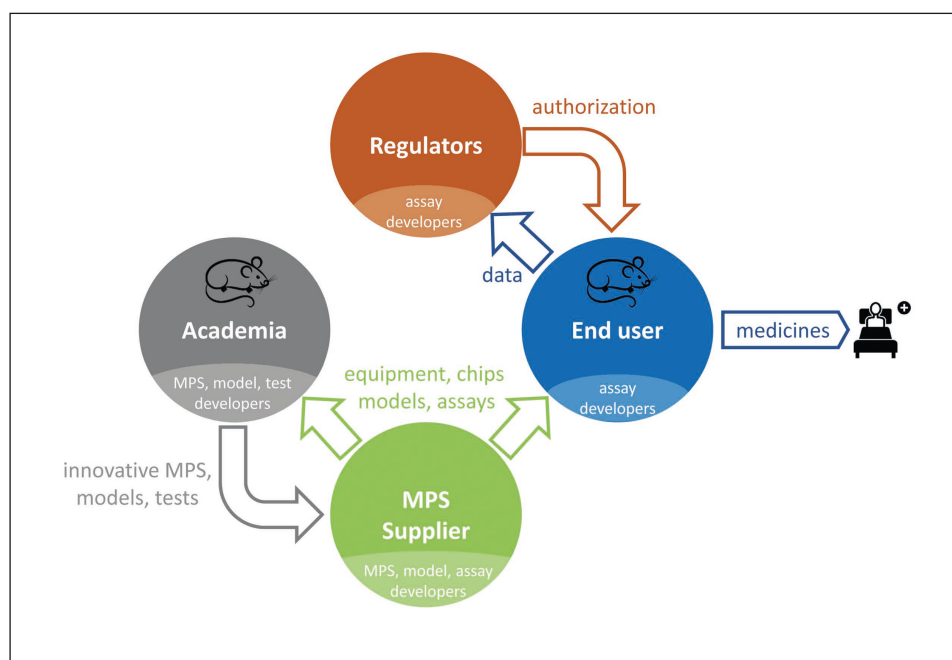 authorization
Regulators
assay
developers
data
Academia
MPS, model, test
developers
End user
assay
developers
medicines
equipment, chips
models, assays
innovative MPS,
models, tests
MPS
Supplier
MPS, model, assay
developers